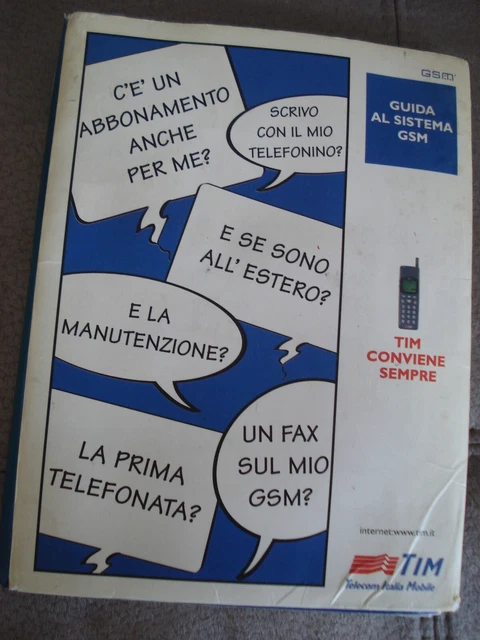 C'E' UN
ABBONAMENTO
ANCHE
PER ME?
SCRIVO
CON IL MIO
TELEFONINO?
E SE SONO
ALL'ESTERO?
E LA
MANUTENZIONE?
LA PRIMA
TELEFONATA?
UN FAX
SUL MIO
GSM?
GSM
GUIDA
AL SISTEMA
GSM
TIM
CONVIENE
SEMPRE
internet:www.tim.it
TIM
Telecom Italia Mobile